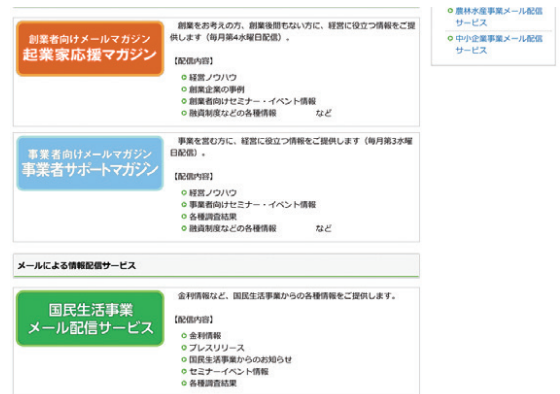 創業者向けメールマガジン
起業家応援マガジン
創業をお考えの方、創業後間もない方に、経営に役立つ情報をご提
供します（毎月第4水曜日配信）。
【配信内容】
経営ノウハウ
創業企業の事例
創業者向けセミナー・イベント情報
融資制度などの各種情報 など
事業者向けメールマガジン
事業者サポートマガジン
事業を営む方に、経営に役立つ情報をご提供します（毎月第3水曜
日配信）。
【配信内容】
経営ノウハウ
事業者向けセミナー・イベント情報
各種調査結果
融資制度などの各種情報 など
メールによる情報配信サービス
国民生活事業
メール配信サービス
金利情報など、国民生活事業からの各種情報をご提供します。
【配信内容】
金利情報
プレスリリース
国民生活事業からのお知らせ
セミナーイベント情報
各種調査結果
農林水産事業メール配信
サービス
中小企業事業メール配信
サービス